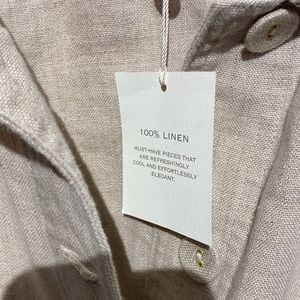 100% LINEN
MUST-HAVE PIECES THAT
ARE REFRESHINGLY
COOL AND EFFORTLESSLY
ELEGANT.